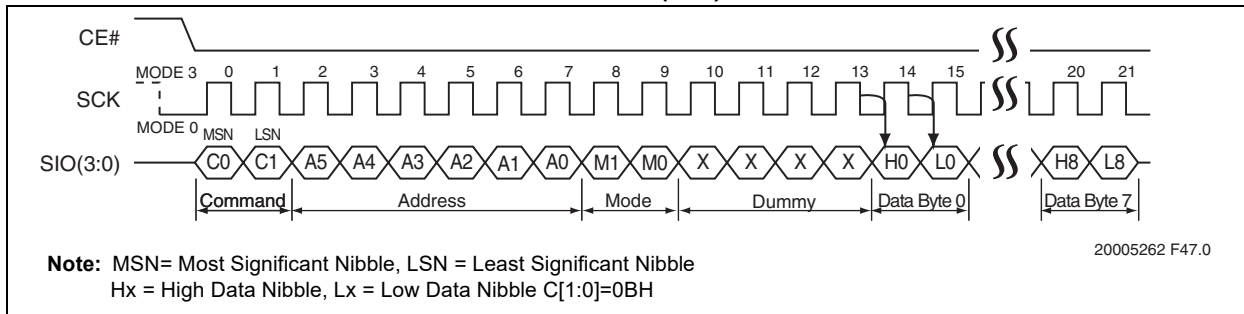 CE#
MODE 3 0 1 2 3 4 5 6 7 8 9 10 11 12 13 14 15 20 21
SCK
MODE 0 MSN LSN
SIO(3:0) C0 C1 A5 A4 A3 A2 A1 A0 M1 M0 X X X X H0 L0 H8 L8
Command Address Mode Dummy Data Byte 0 Data Byte 7
20005262 F47.0
Note: MSN= Most Significant Nibble, LSN = Least Significant Nibble
Hx = High Data Nibble, Lx = Low Data Nibble C[1:0]=0BH